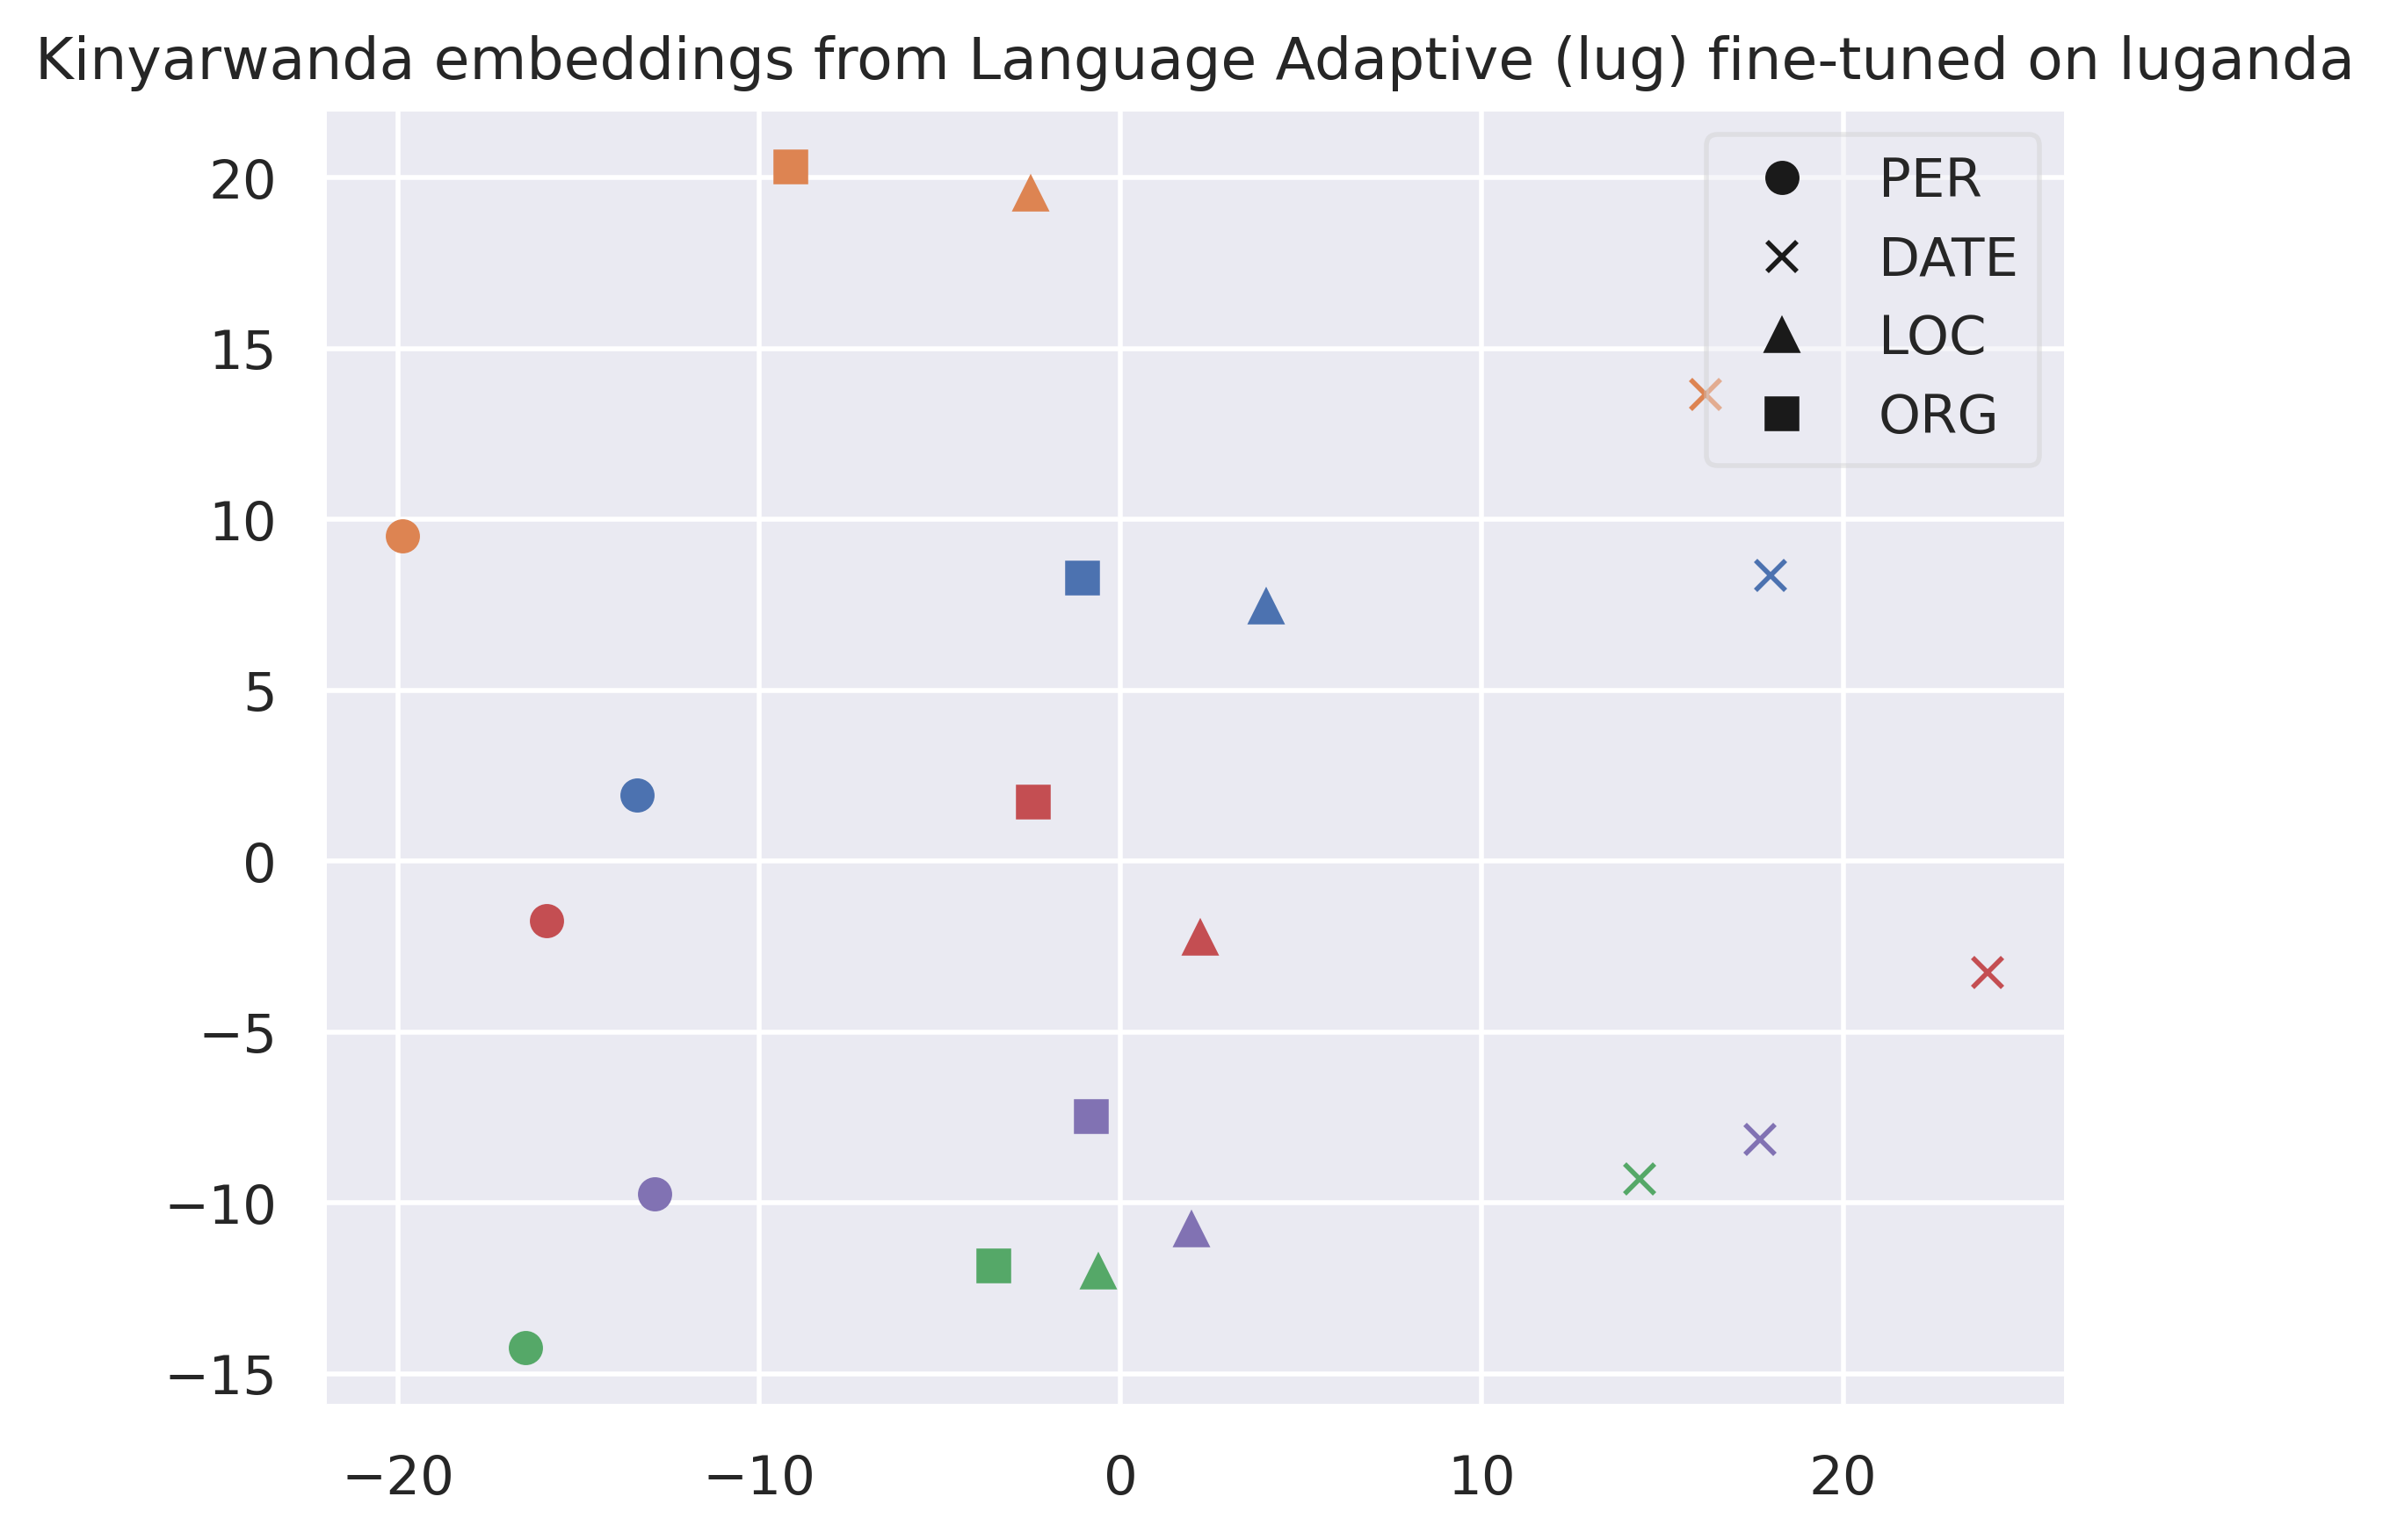 Kinyarwanda embeddings from Language Adaptive (lug) fine-tuned on luganda
20
15
10
5
0
−5
−10
−15
−20
−10
0
10
20
PER
DATE
LOC
ORG